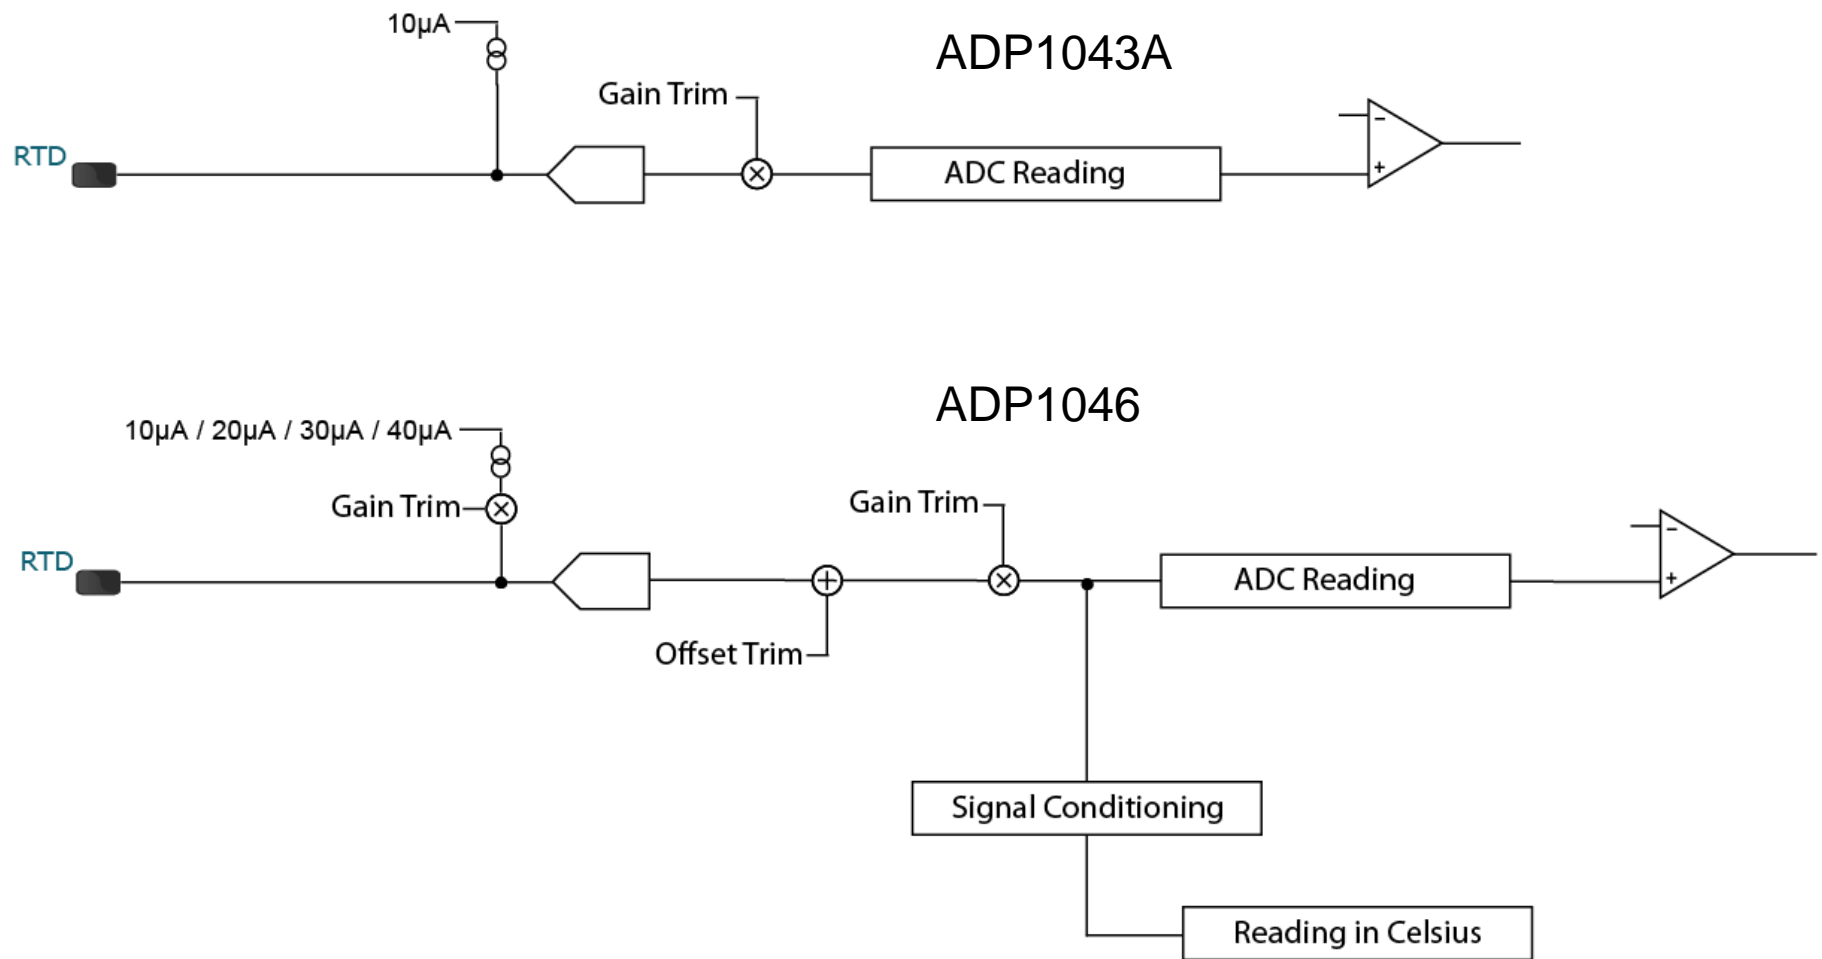 10µA
ADP1043A
Gain Trim
RTD
ADC Reading
-
+
ADP1046
10µA / 20µA / 30µA / 40µA
Gain Trim
Gain Trim
RTD
ADC Reading
-
+
Offset Trim
Signal Conditioning
Reading in Celsius